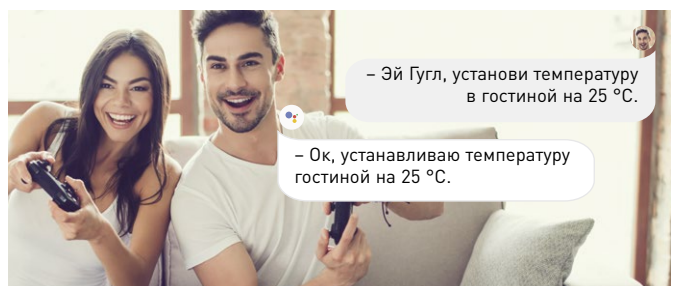 – Эй Гугл, установи температуру
в гостиной на 25 °C.
– Ок, устанавливаю температуру
гостиной на 25 °C.